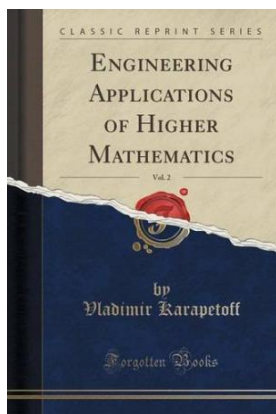 CLASSIC REPRINT SERIES
ENGINEERING
APPLICATIONS
OF HIGHER
MATHEMATICS
Vol. 2
by
Vladimir Karapetoff
Forgotten Books